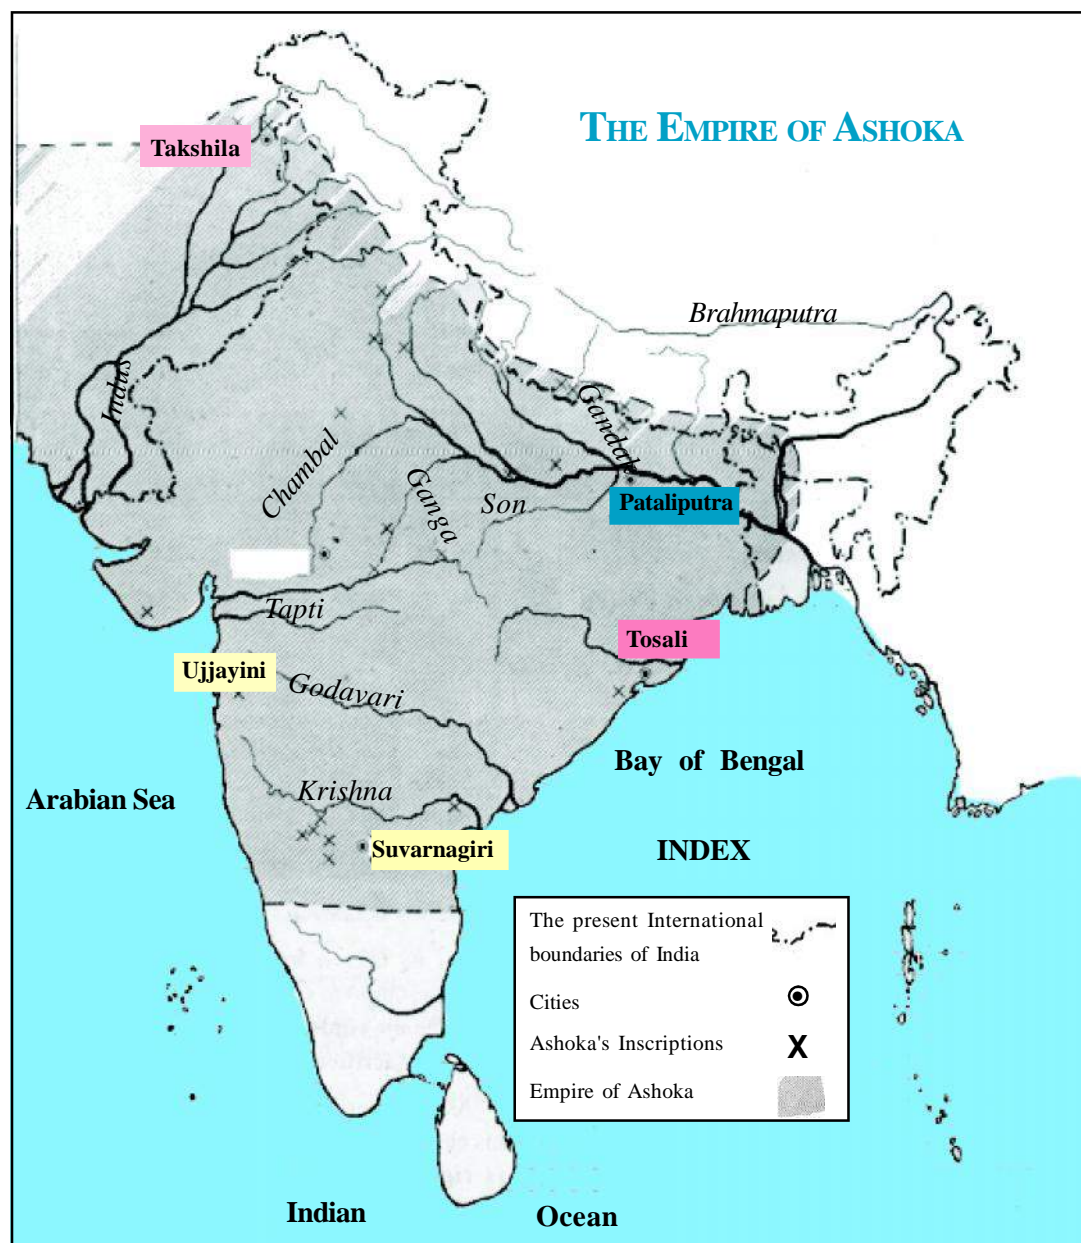 THE EMPIRE OF ASHOKA
Takshila
Brahmaputra
Indus
Gandak
Chambal
Ganga
Son
Pataliputra
Tapti
Tosali
Ujjayini
Godavari
Bay of Bengal
Krishna
Arabian Sea
Suvarnagiri
INDEX
The present International
boundaries of India
Cities
Ashoka's Inscriptions
X
Empire of Ashoka
Indian Ocean